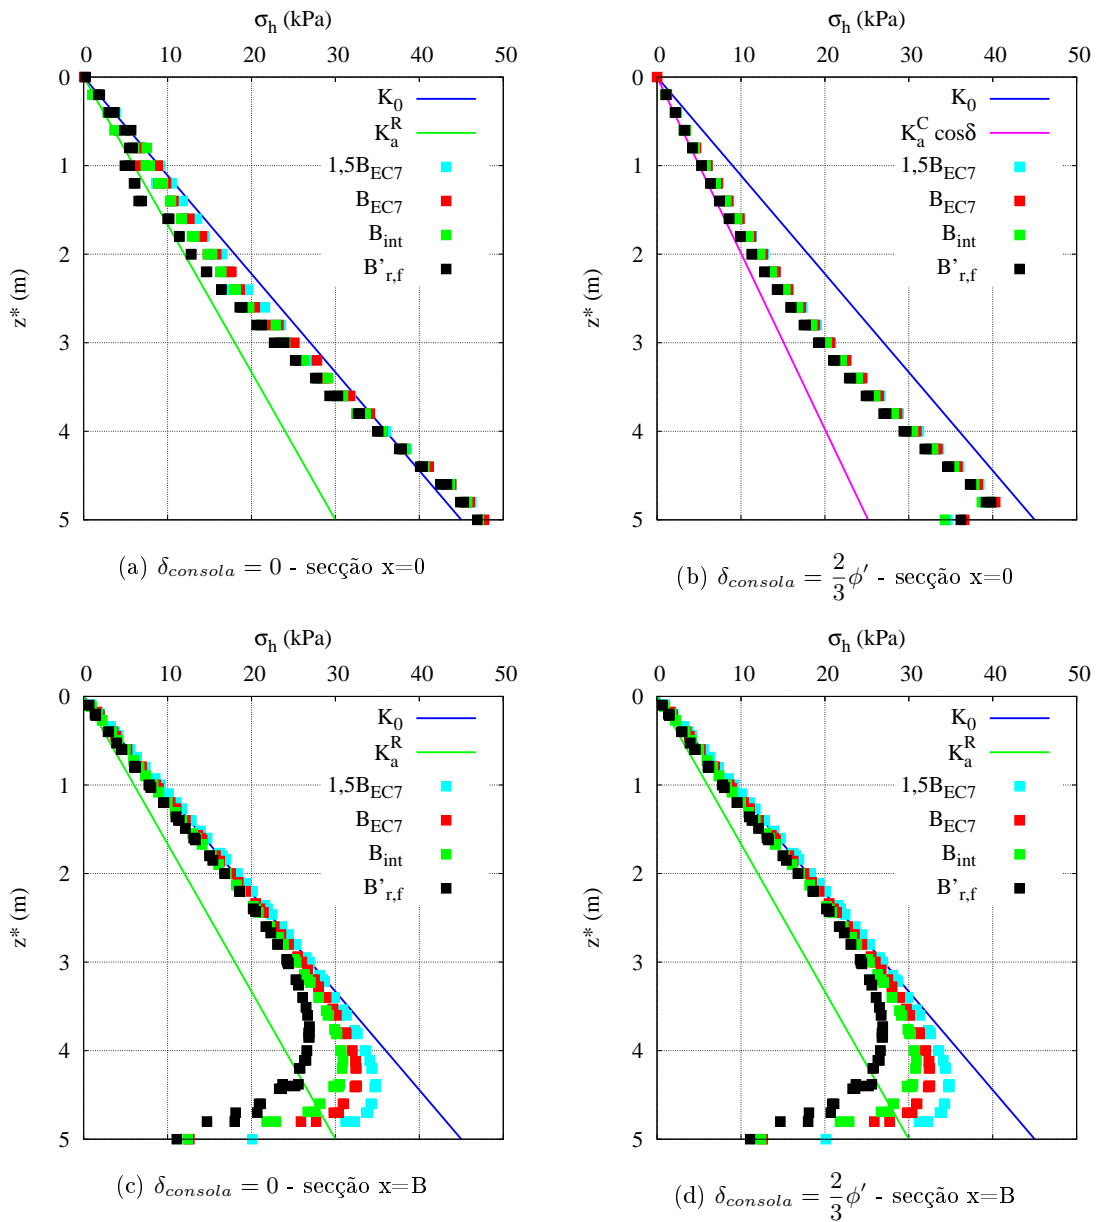 σh (kPa)
0 10 20 30 40 50
0
1
2
3
4
5
z* (m)
K0
KaR
1,5BEC7
BEC7
Bint
B'r,f
(a) δconsola = 0 - secção x=0
σh (kPa)
0 10 20 30 40 50
0
1
2
3
4
5
z* (m)
K0
KaC cosδ
1,5BEC7
BEC7
Bint
B'r,f
(b) δconsola = 2/3 ϕ′ - secção x=0
σh (kPa)
0 10 20 30 40 50
0
1
2
3
4
5
z* (m)
K0
KaR
1,5BEC7
BEC7
Bint
B'r,f
(c) δconsola = 0 - secção x=B
σh (kPa)
0 10 20 30 40 50
0
1
2
3
4
5
z* (m)
K0
KaR
1,5BEC7
BEC7
Bint
B'r,f
(d) δconsola = 2/3 ϕ′ - secção x=B